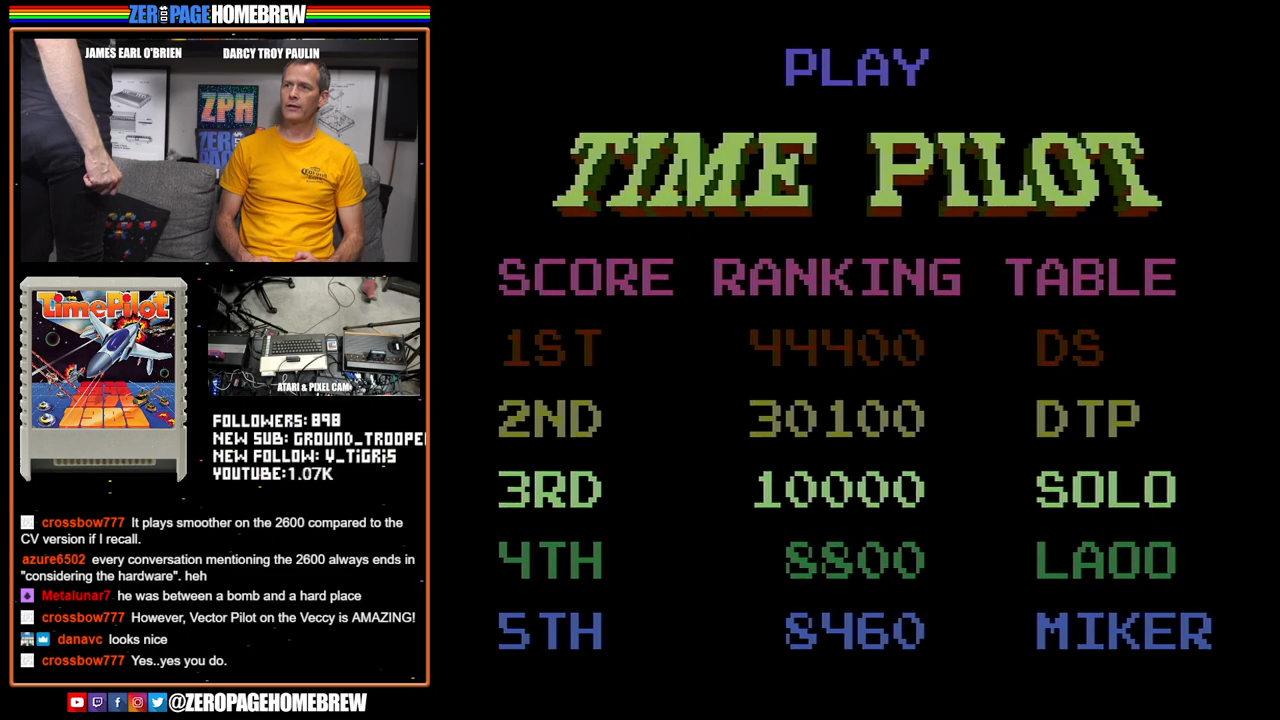 ZEROPAGE HOMEBREW
JAMES EARL O'BRIEN
DARCY TROY PAULIN
ZPH
TimePilot
1983
ATARI & PIXEL CAM
FOLLOWERS: 898
NEW SUB: GROUND_TROOPER
NEW FOLLOW: V_TIGRIS
YOUTUBE:1.07K
crossbow777 It plays smoother on the 2600 compared to the
CV version if I recall.
azure6502 every conversation mentioning the 2600 always ends in
"considering the hardware". heh
Metalunar7 he was between a bomb and a hard place
crossbow777 However, Vector Pilot on the Veccy is AMAZING!
danavc looks nice
crossbow777 Yes..yes you do.
@ZEROPAGEHOMEBREW
PLAY
TIME PILOT
SCORE RANKING TABLE
1ST 44400 DS
2ND 30100 DTP
3RD 10000 SOLO
4TH 8800 LAOO
5TH 8460 MIKER